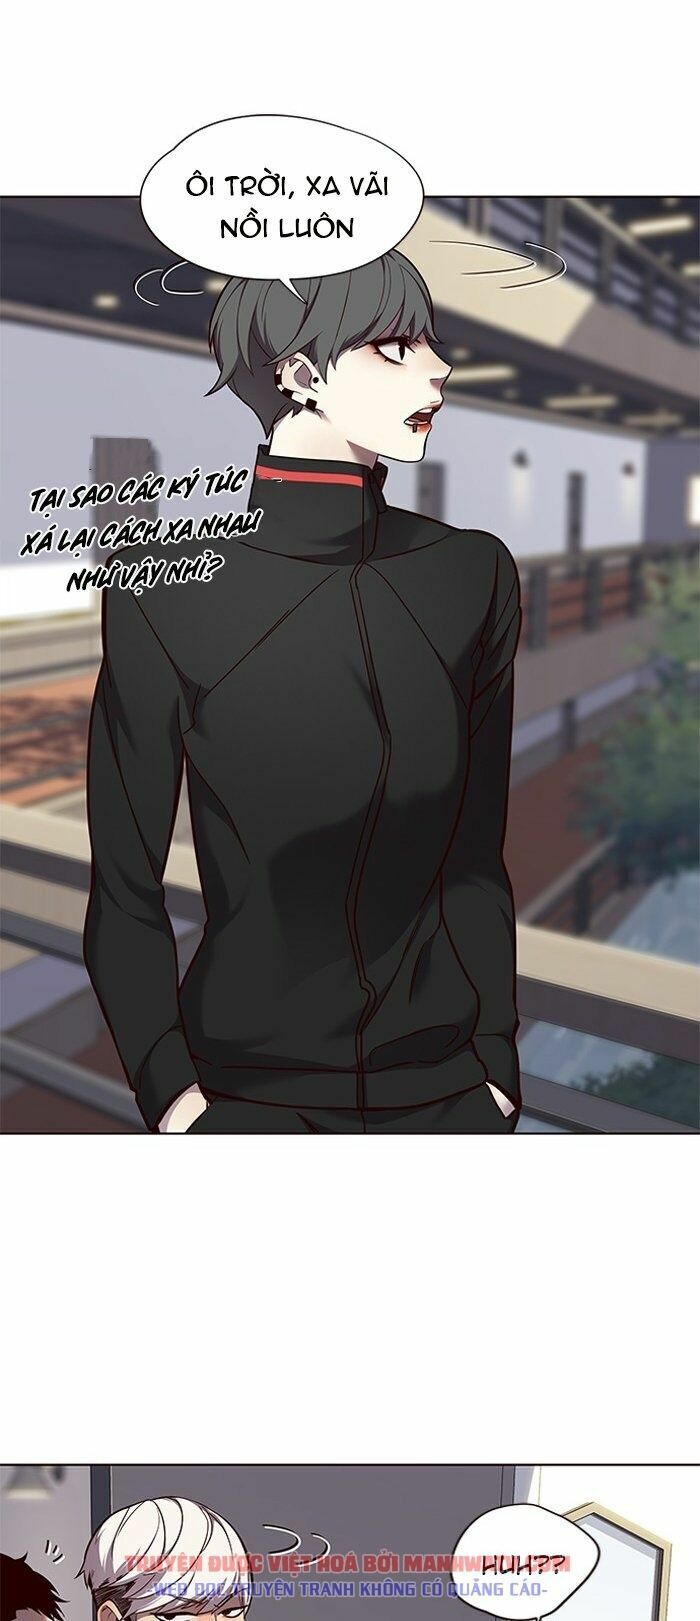 ÔI TRỜI, XA VÃI
NỒI LUÔN
TẠI SAO CÁC KÝ TÚC
XÁ LẠI CÁCH XA NHAU
NHƯ VẬY NHỈ?
HUH??
TRUYỆN ĐƯỢC VIỆT HOÁ BỞI MANHWA
-WEB ĐỌC TRUYỆN TRANH KHÔNG CÓ QUẢNG CÁO-